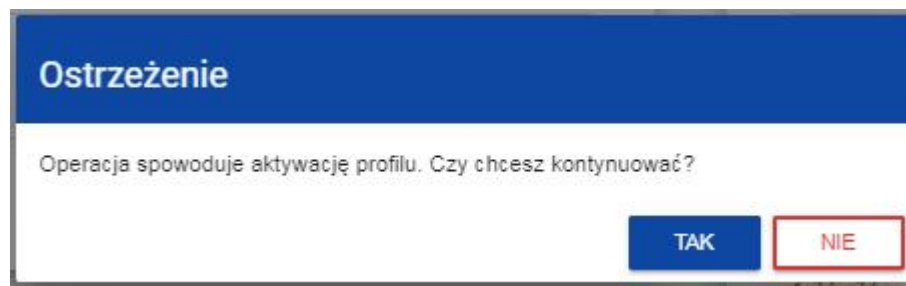 Ostrzeżenie
Operacja spowoduje aktywację profilu. Czy chcesz kontynuować?
TAK NIE